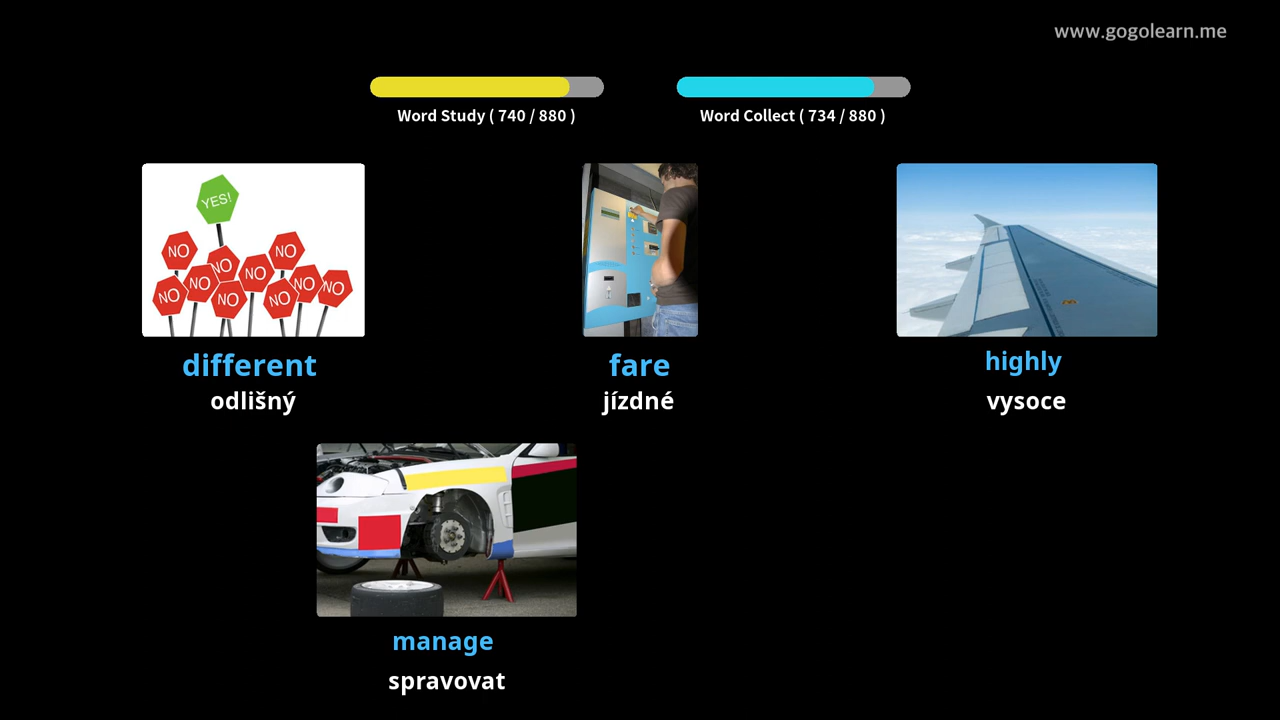 www.gogolearn.me
Word Study ( 740 / 880 )
Word Collect ( 734 / 880 )
YES!
NO
NO
NO
NO
NO
NO
NO
NO
NO
NO
different
fare
highly
odlišný
jízdné
vysoce
manage
spravovat